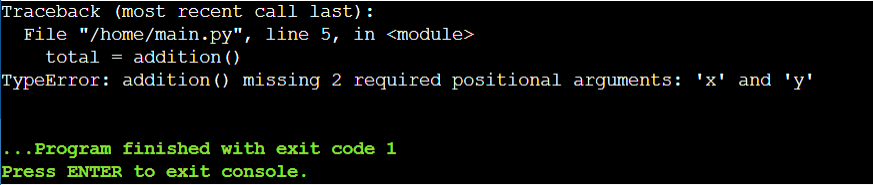 Traceback (most recent call last):
  File "/home/main.py", line 5, in <module>
    total = addition()
TypeError: addition() missing 2 required positional arguments: 'x' and 'y'
...Program finished with exit code 1
Press ENTER to exit console.